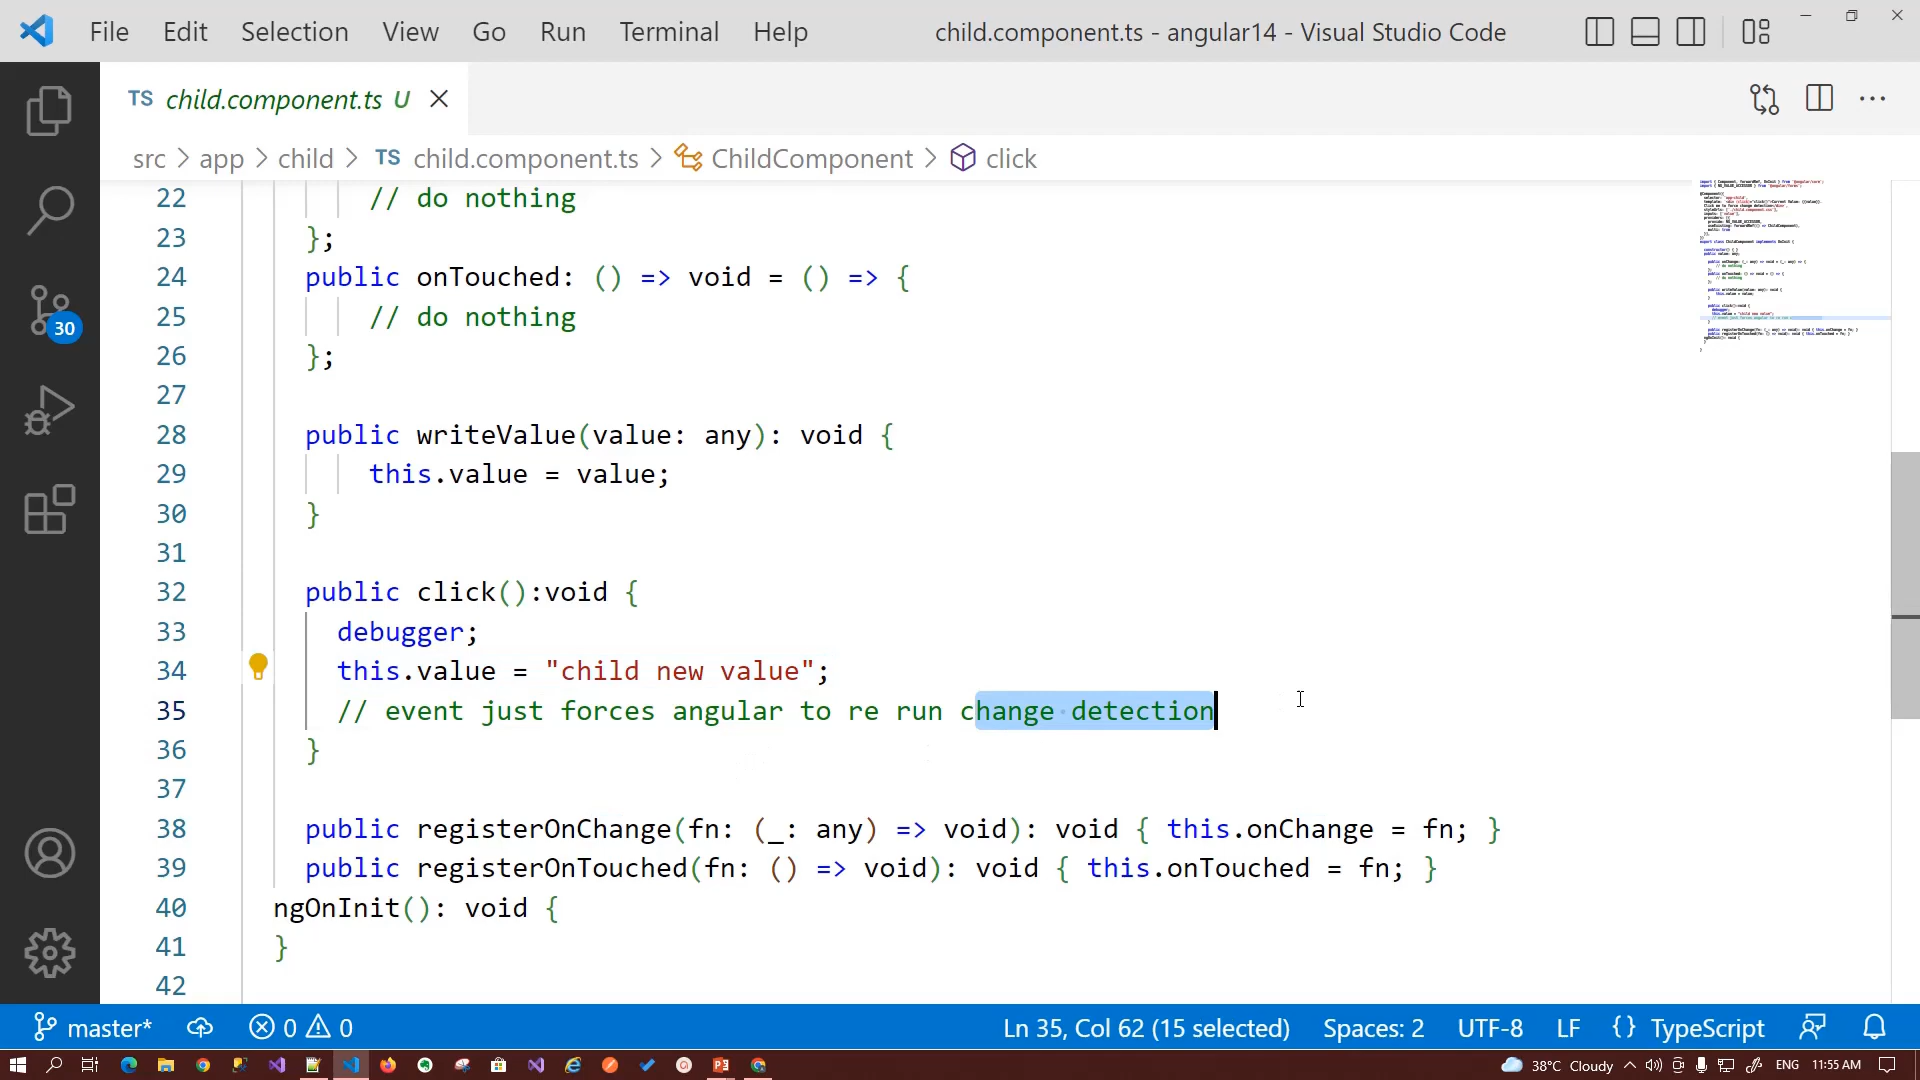 File Edit Selection View Go Run Terminal Help child.component.ts - angular14 - Visual Studio Code
TS child.component.ts U
src > app > child > TS child.component.ts > ChildComponent > click
22 // do nothing
23 };
24 public onTouched: () => void = () => {
25 // do nothing
26 };
27
28 public writeValue(value: any): void {
29 this.value = value;
30 }
31
32 public click():void {
33 debugger;
34 this.value = "child new value";
35 // event just forces angular to re run change detection
36 }
37
38 public registerOnChange(fn: (_: any) => void): void { this.onChange = fn; }
39 public registerOnTouched(fn: () => void): void { this.onTouched = fn; }
40 ngOnInit(): void {
41 }
42
30
master* 0 0 Ln 35, Col 62 (15 selected) Spaces: 2 UTF-8 LF {} TypeScript
38°C Cloudy ENG 11:55 AM